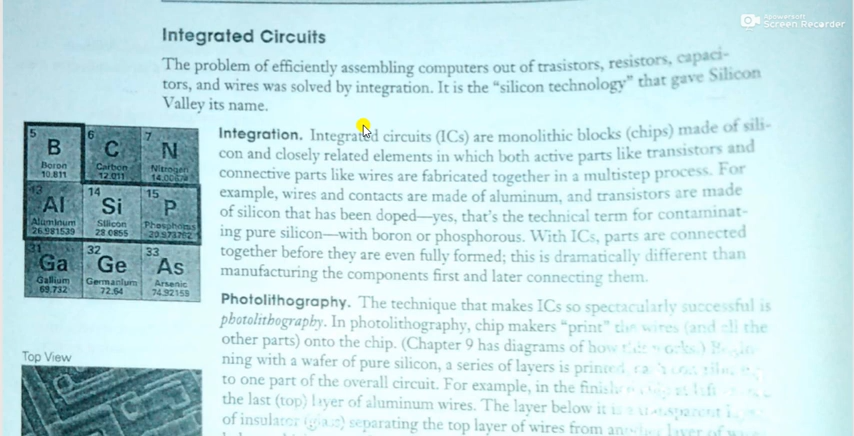 Apowersoft
Screen Recorder
Integrated Circuits
The problem of efficiently assembling computers out of trasistors, resistors, capaci-
tors, and wires was solved by integration. It is the “silicon technology” that gave Silicon
Valley its name.
5 6 7
B C N
Boron Carbon Nitrogen
10.811 12.011
13 14 15
Al Si P
Aluminum Silicon Phosphorus
26.981539 28.0855 29.973762
31 32 33
Ga Ge As
Gallium Germanium Arsenic
69.732 72.64 74.92159
Integration. Integrated circuits (ICs) are monolithic blocks (chips) made of sili-
con and closely related elements in which both active parts like transistors and
connective parts like wires are fabricated together in a multistep process. For
example, wires and contacts are made of aluminum, and transistors are made
of silicon that has been doped—yes, that’s the technical term for contaminat-
ing pure silicon—with boron or phosphorous. With ICs, parts are connected
together before they are even fully formed; this is dramatically different than
manufacturing the components first and later connecting them.
Photolithography. The technique that makes ICs so spectacularly successful is
photolithography. In photolithography, chip makers “print” the wires (and all the
other parts) onto the chip. (Chapter 9 has diagrams of how this works.)
ning with a wafer of pure silicon, a series of layers is printed,
to one part of the overall circuit. For example, in the
the last (top) layer of aluminum wires. The layer below it is a transparent
of insulator (glass) separating the top layer of wires from
Top View